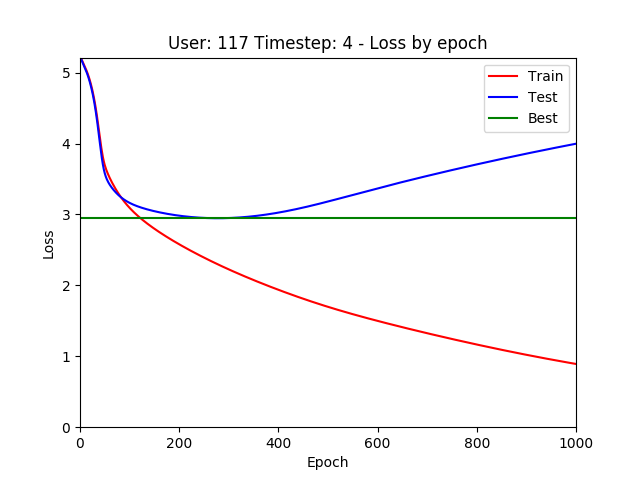 User: 117 Timestep: 4 - Loss by epoch
Train
Test
Best
5
4
3
2
1
0
Loss
0 200 400 600 800 1000
Epoch